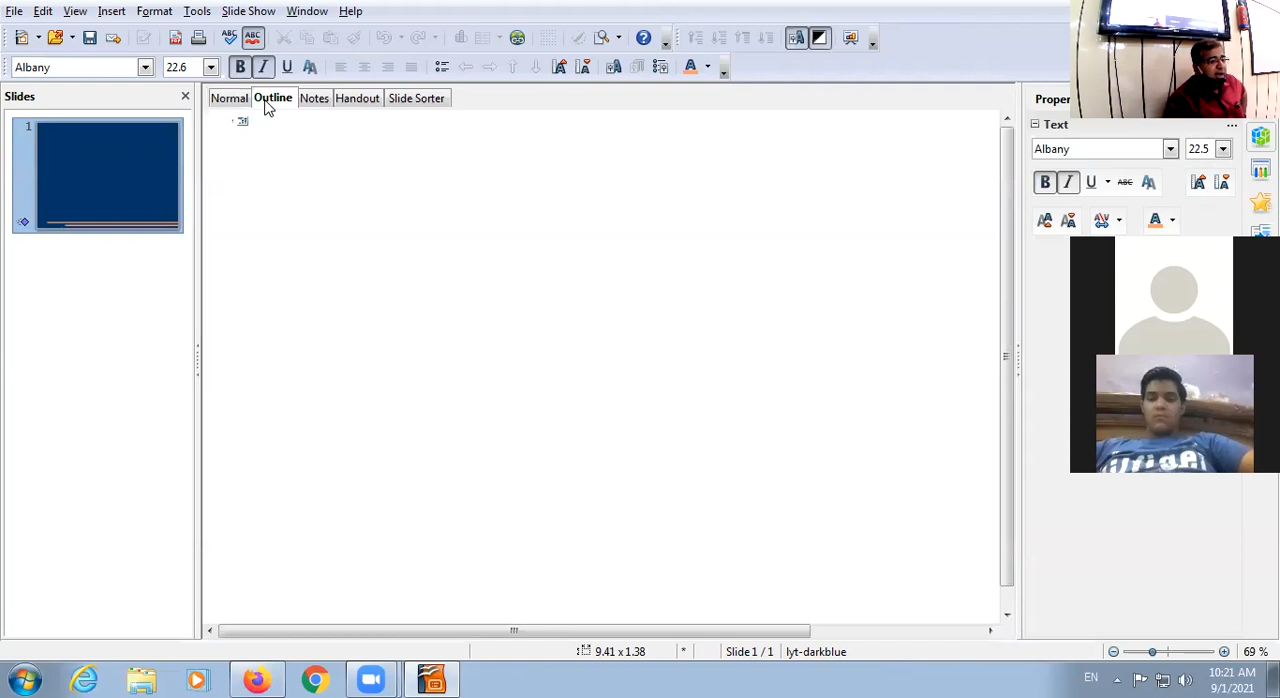 File Edit View Insert Format Tools Slide Show Window Help
Albany 22.6
Slides
Normal Outline Notes Handout Slide Sorter
1
Text
Albany 22.5
9.41 x 1.38 * Slide 1 / 1 lyt-darkblue 69 %
EN 10:21 AM
9/1/2021